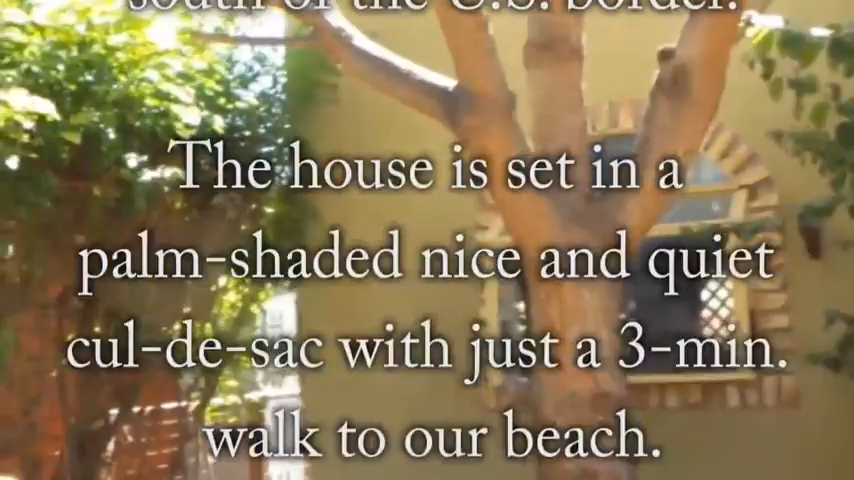 south of the U.S. border.
The house is set in a
palm-shaded nice and quiet
cul-de-sac with just a 3-min.
walk to our beach.